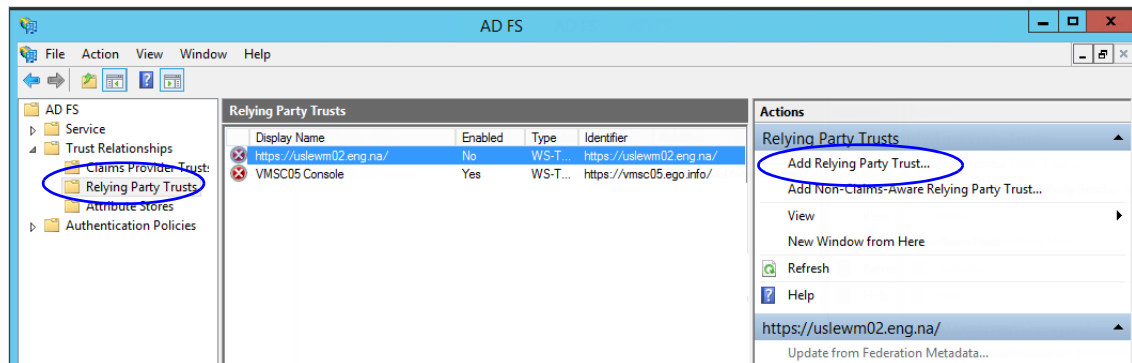 AD FS
File Action View Window Help
AD FS
Service
Trust Relationships
Claims Provider Trust:
Relying Party Trusts
Attribute Stores
Authentication Policies
Relying Party Trusts
Display Name Enabled Type Identifier
https://uslewm02.eng.na/ No WS-T... https://uslewm02.eng.na/
VMSC05 Console Yes WS-T... https://vmsc05.ego.info/
Actions
Relying Party Trusts
Add Relying Party Trust...
Add Non-Claims-Aware Relying Party Trust...
View
New Window from Here
Refresh
Help
https://uslewm02.eng.na/
Update from Federation Metadata...